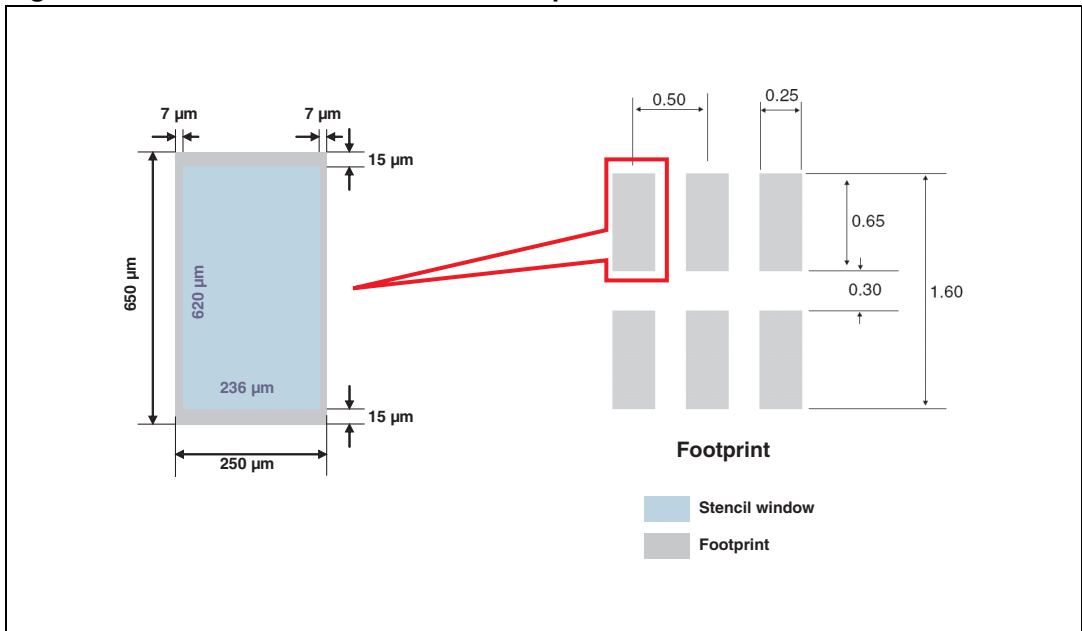 7 µm
7 µm
15 µm
650 µm
620 µm
236 µm
15 µm
250 µm
0.50
0.25
0.65
0.30
1.60
Footprint
Stencil window
Footprint